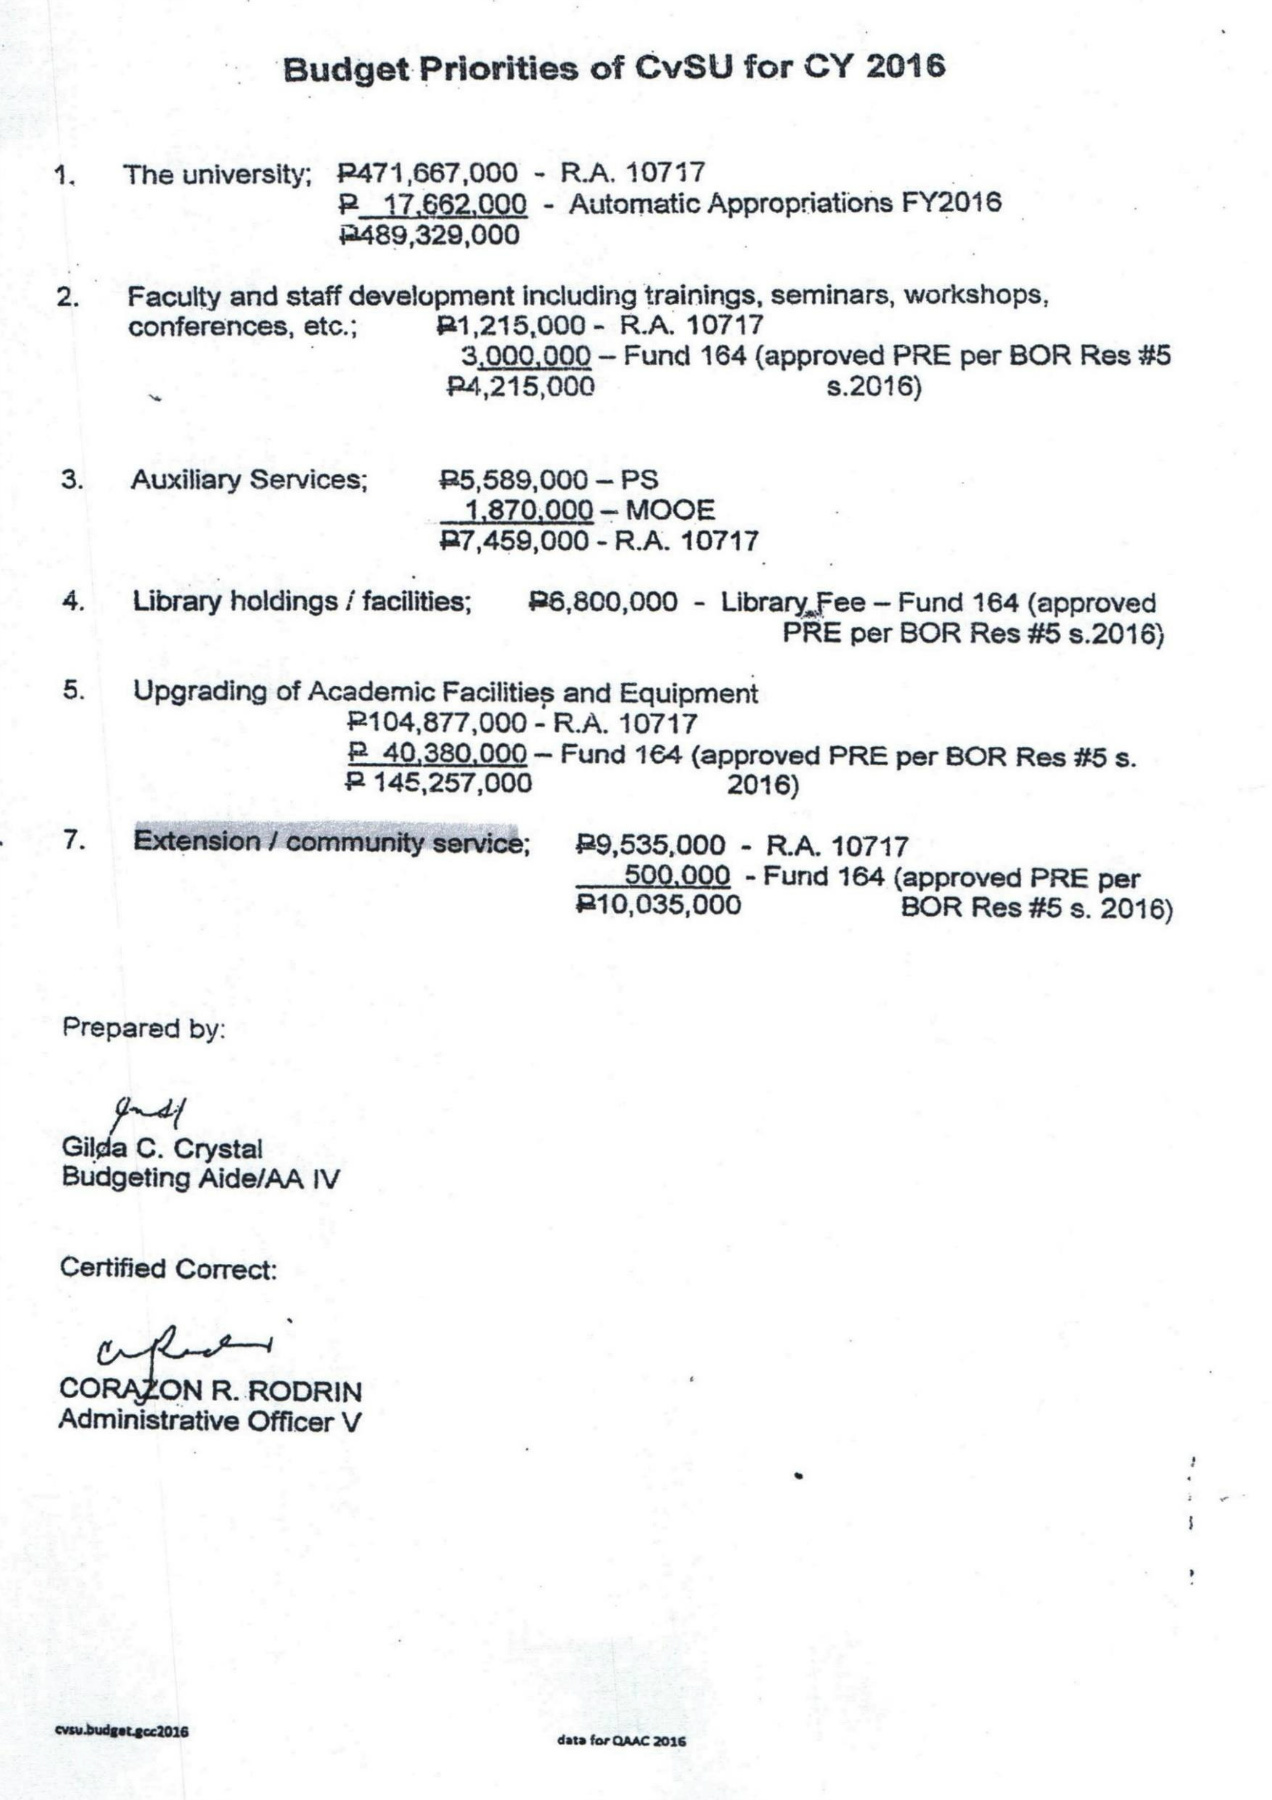 Budget Priorities of CvSU for CY 2016
1. The university; ₱471,667,000 - R.A. 10717
₱ 17,662,000 - Automatic Appropriations FY2016
₱489,329,000
2. Faculty and staff development including trainings, seminars, workshops,
conferences, etc.; ₱1,215,000 - R.A. 10717
3,000,000 – Fund 164 (approved PRE per BOR Res #5
₱4,215,000 s.2016)
3. Auxiliary Services; ₱5,589,000 – PS
1,870,000 – MOOE
₱7,459,000 - R.A. 10717
4. Library holdings / facilities; ₱6,800,000 - Library Fee – Fund 164 (approved
PRE per BOR Res #5 s.2016)
5. Upgrading of Academic Facilities and Equipment
₱104,877,000 - R.A. 10717
₱ 40,380,000 – Fund 164 (approved PRE per BOR Res #5 s.
₱ 145,257,000 2016)
7. Extension / community service; ₱9,535,000 - R.A. 10717
500,000 - Fund 164 (approved PRE per
₱10,035,000 BOR Res #5 s. 2016)
Prepared by:
Gilda C. Crystal
Budgeting Aide/AA IV
Certified Correct:
CORAZON R. RODRIN
Administrative Officer V
cvsu.budget.gcc2016
data for QAAC 2016